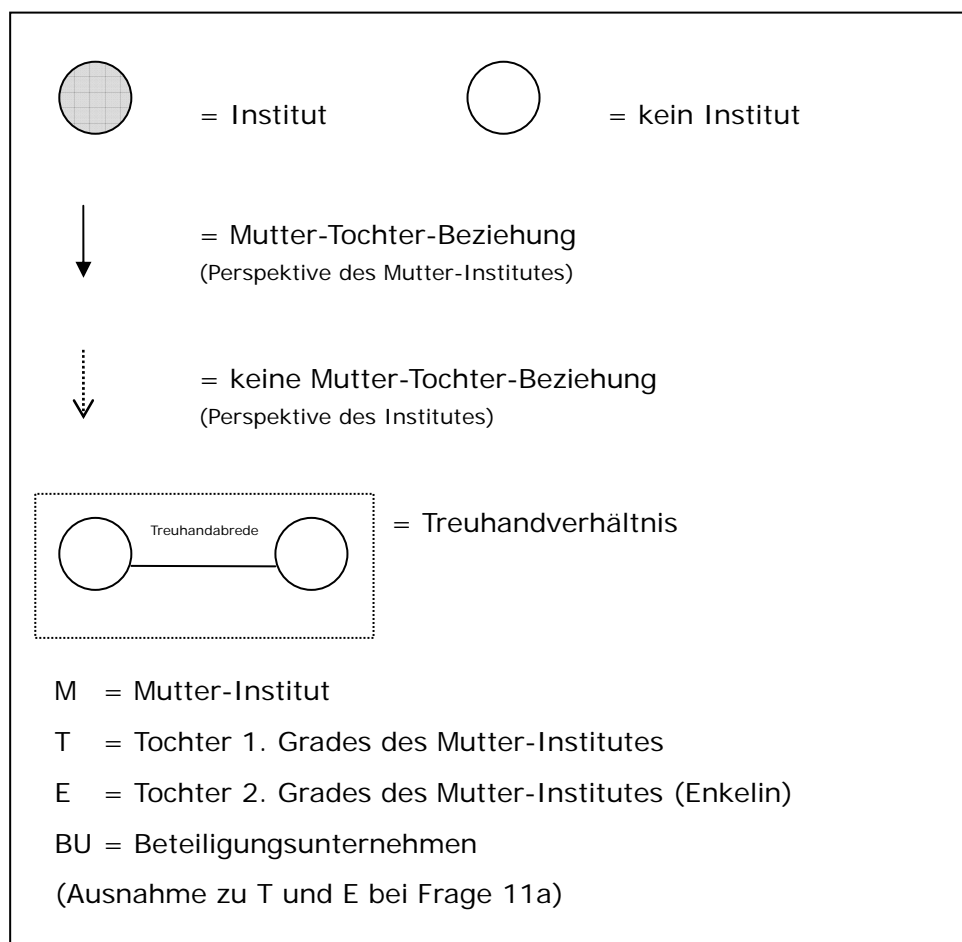 = Institut = kein Institut
= Mutter-Tochter-Beziehung
(Perspektive des Mutter-Institutes)
= keine Mutter-Tochter-Beziehung
(Perspektive des Institutes)
Treuhandabrede = Treuhandverhältnis
M = Mutter-Institut
T = Tochter 1. Grades des Mutter-Institutes
E = Tochter 2. Grades des Mutter-Institutes (Enkelin)
BU = Beteiligungsunternehmen
(Ausnahme zu T und E bei Frage 11a)